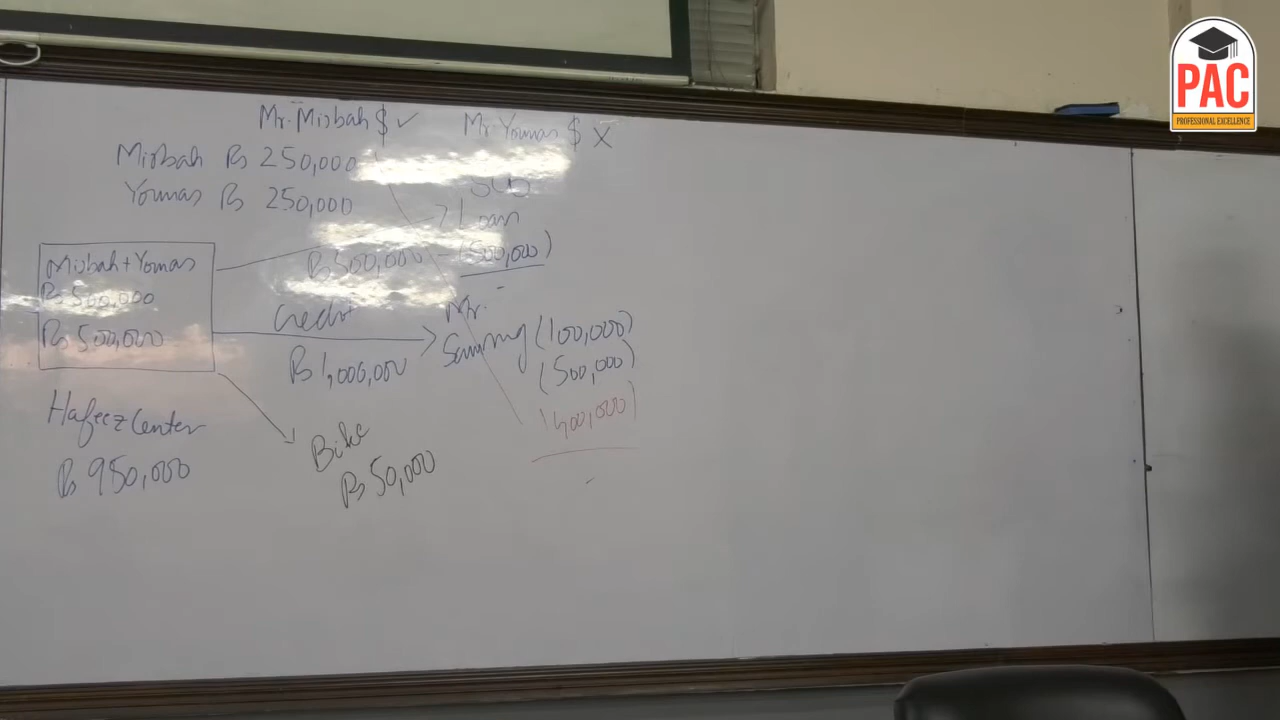 Mr. Misbah $ ✓
Mr Younas $ X
Misbah Rs 250,000
Younas Rs 250,000
Loan
Rs 500,000 - (500,000)
Misbah + Younas
Rs 500,000
Rs 500,000
Credit
Rs 1,000,000
Mr.
(100,000)
(500,000)
(400,000)
Hafeez Center
Rs 950,000
Bike
Rs 50,000
PAC
PROFESSIONAL EXCELLENCE